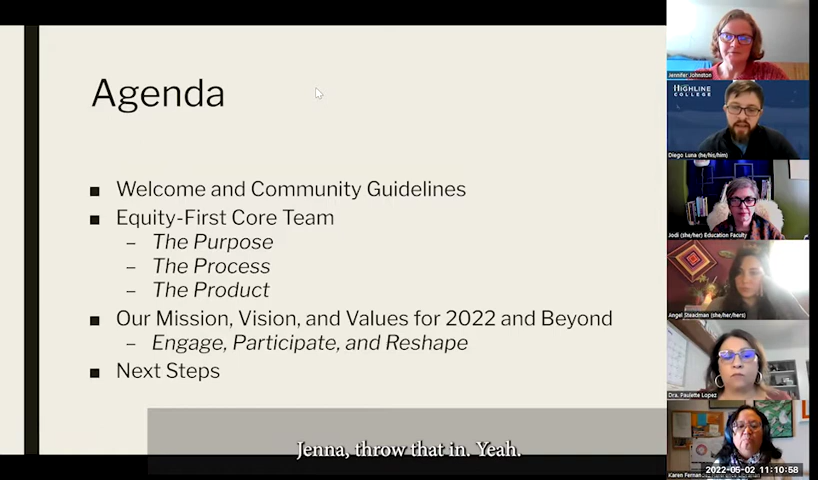 Agenda
■ Welcome and Community Guidelines
■ Equity-First Core Team
– The Purpose
– The Process
– The Product
■ Our Mission, Vision, and Values for 2022 and Beyond
– Engage, Participate, and Reshape
■ Next Steps
Jenna, throw that in. Yeah.
Jennifer Johnston
HIGHLINE
COLLEGE
Diego Luna (he/his/him)
Jodi (she/her) Education Faculty
Angel Steadman (she/her/hers)
Dra. Paulette Lopez
2022-05-02 11:10:58
Karen Fernan